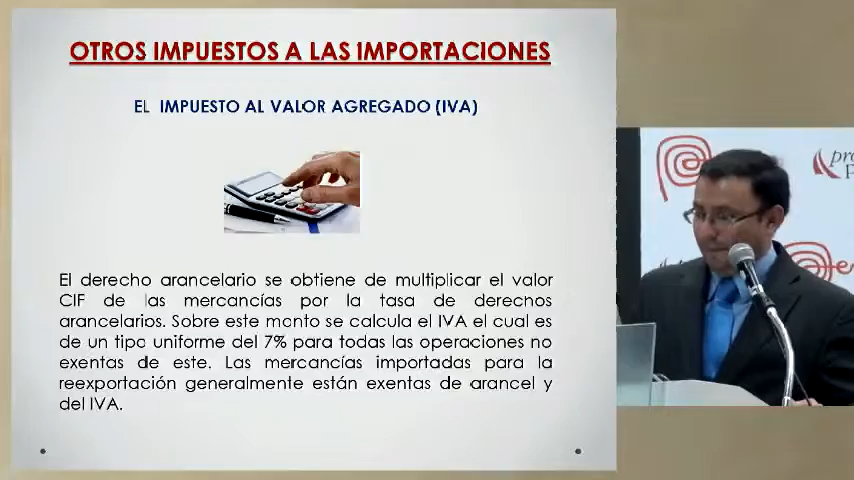 OTROS IMPUESTOS A LAS IMPORTACIONES
EL IMPUESTO AL VALOR AGREGADO (IVA)
El derecho arancelario se obtiene de multiplicar el valor
CIF de las mercancías por la tasa de derechos
arancelarios. Sobre este monto se calcula el IVA el cual es
de un tipo uniforme del 7% para todas las operaciones no
exentas de este. Las mercancías importadas para la
reexportación generalmente están exentas de arancel y
del IVA.